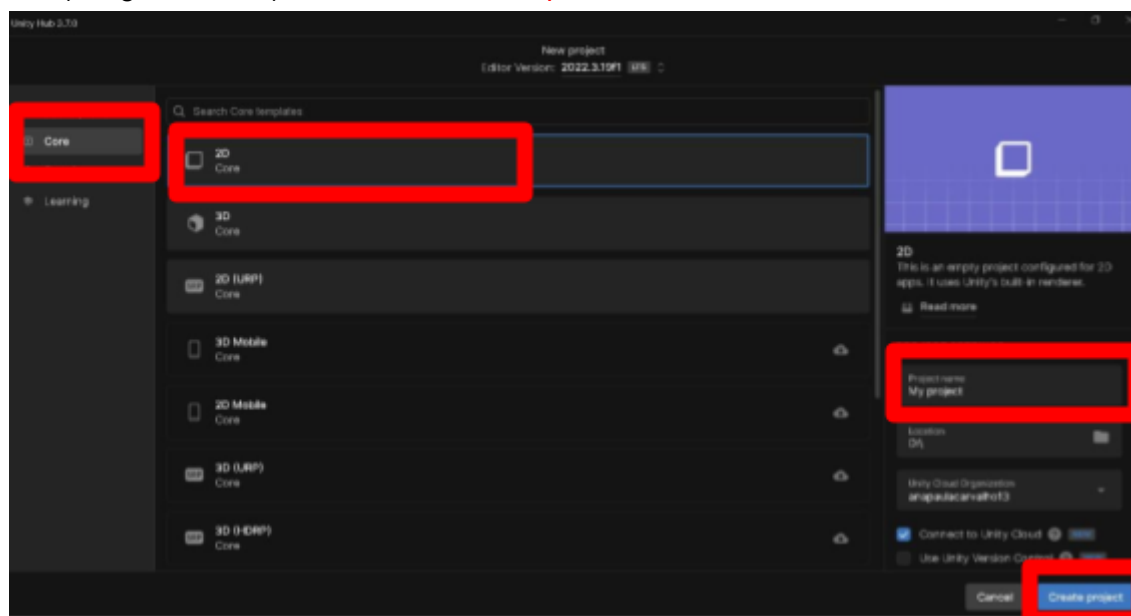 Unity Hub 3.7.0
New project
Editor Version: 2022.3.19f1 LTS
Search Core templates
Core
Learning
2D
Core
3D
Core
2D (URP)
Core
3D Mobile
Core
2D Mobile
Core
3D (URP)
Core
3D (HDRP)
Core
2D
This is an empty project configured for 2D
apps. It uses Unity's built-in renderer.
Read more
Project name
My project
Location
D:\
Unity Cloud Organization
anapaulacarvalho13
Connect to Unity Cloud
Use Unity Version Control
Cancel
Create project